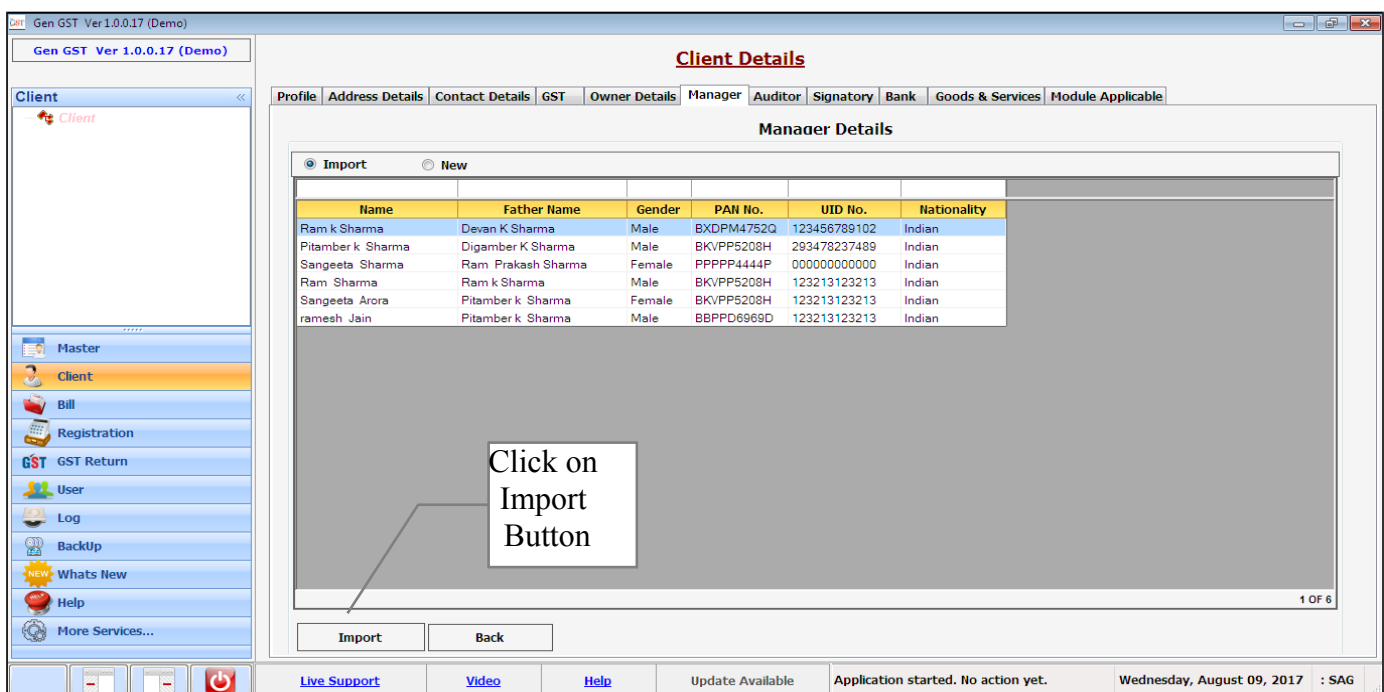 GST Gen GST Ver 1.0.0.17 (Demo)
Gen GST Ver 1.0.0.17 (Demo)
Client Details
Client «
Client
Profile Address Details Contact Details GST Owner Details Manager Auditor Signatory Bank Goods & Services Module Applicable
Manager Details
Import New
Name Father Name Gender PAN No. UID No. Nationality
Ram k Sharma Devan K Sharma Male BXDPM4752Q 123456789102 Indian
Pitamber k Sharma Digamber K Sharma Male BKVPP5208H 293478237489 Indian
Sangeeta Sharma Ram Prakash Sharma Female PPPPP4444P 000000000000 Indian
Ram Sharma Ram k Sharma Male BKVPP5208H 123213123213 Indian
Sangeeta Arora Pitamber k Sharma Female BKVPP5208H 123213123213 Indian
ramesh Jain Pitamber k Sharma Male BBPPD6969D 123213123213 Indian
Master
Client
Bill
Registration
GST GST Return
User
Log
BackUp
NEW Whats New
HELP Help
More Services...
Click on
Import
Button
1 OF 6
Import Back
Live Support Video Help Update Available Application started. No action yet. Wednesday, August 09, 2017 : SAG